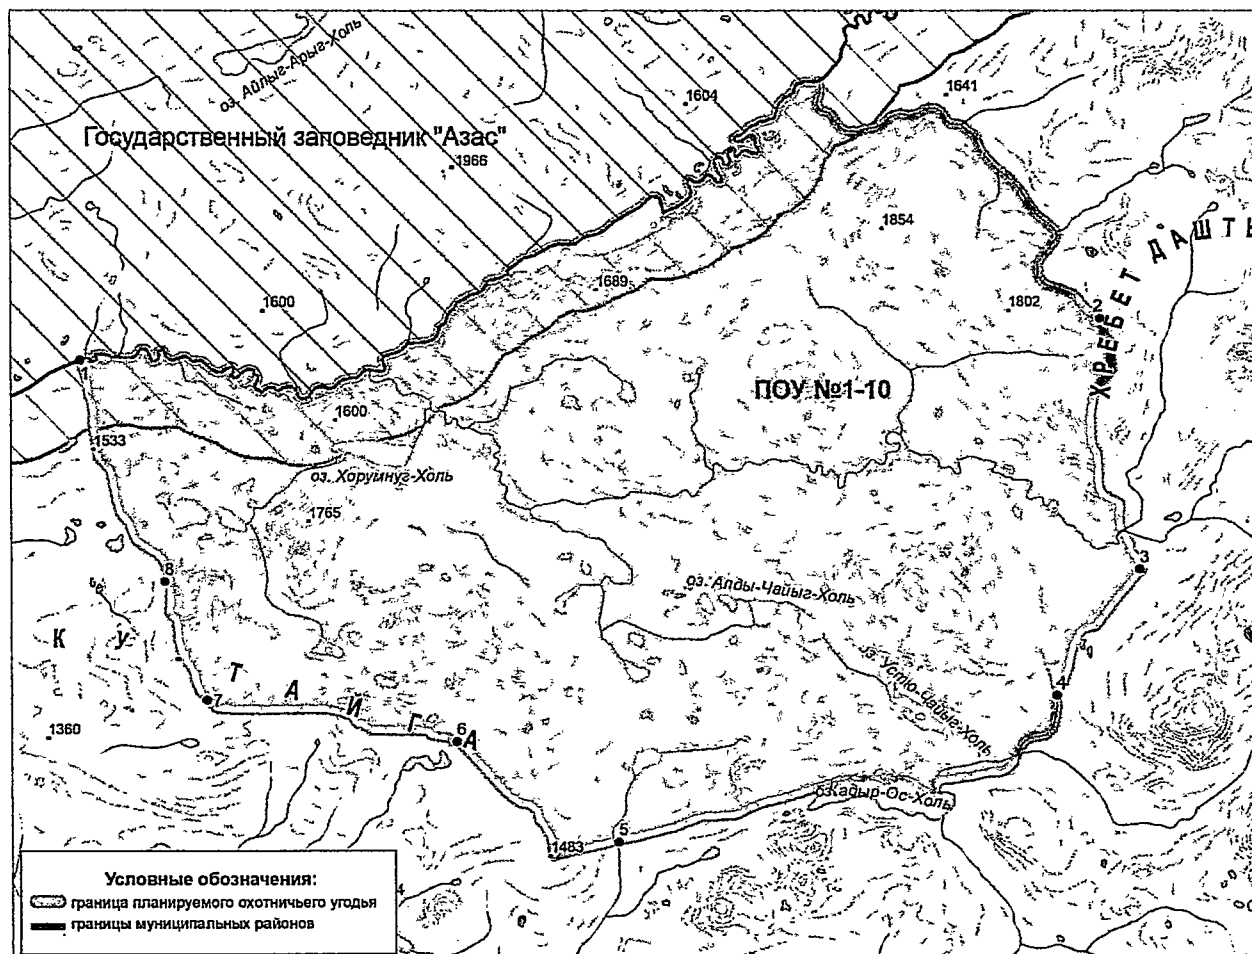 оз. Айлыг-Арыг-Холь
1604
1641
Государственный заповедник "Азас"
1966
1854
ХРЕБЕТ ДАШТЫ
1689
1600
1802
2
1
ПОУ №1-10
1600
1533
оз. Хорумнуг-Холь
1765
3
8
оз. Алды-Чайыг-Холь
К У Т А Й Г А
оз. Устю-Чайыг-Холь
4
7
1360
6
оз. Кадыр-Ос-Холь
5
1483
Условные обозначения:
граница планируемого охотничьего угодья
границы муниципальных районов